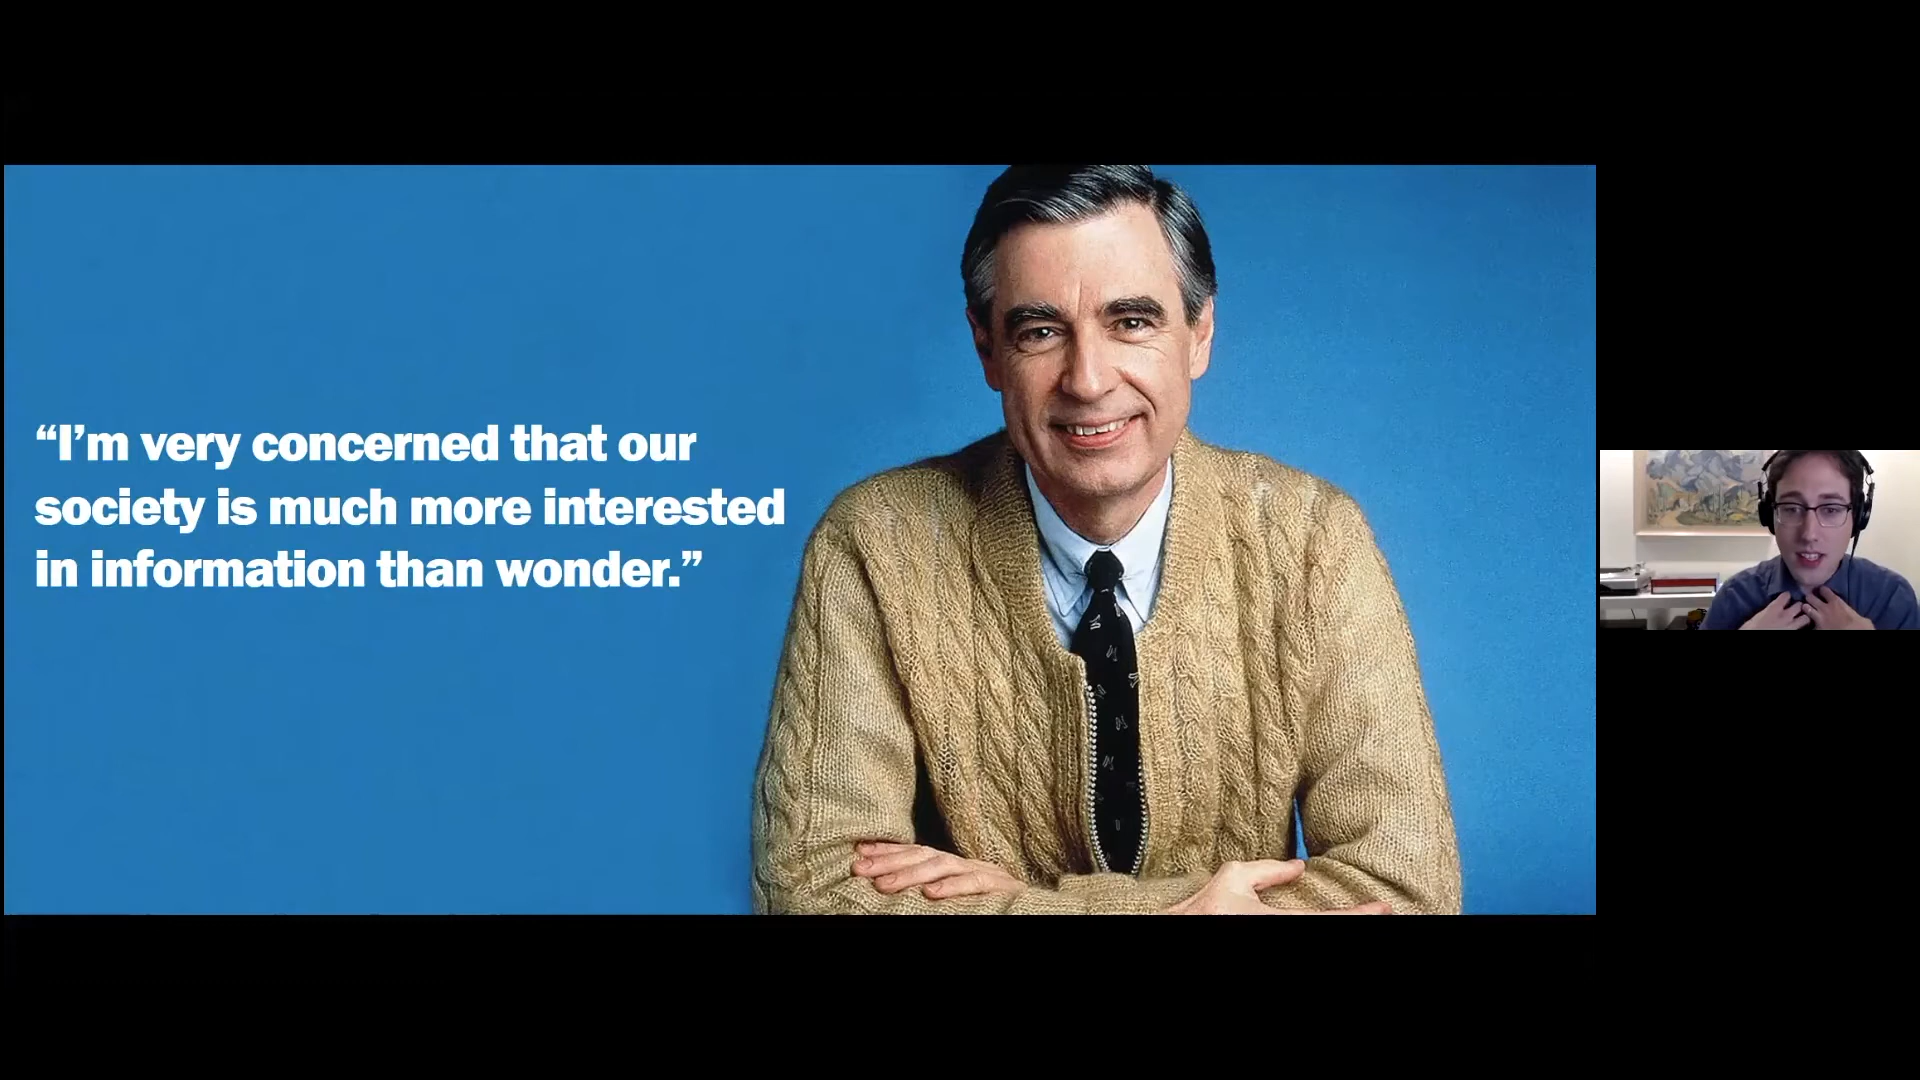 “I’m very concerned that our
society is much more interested
in information than wonder.”